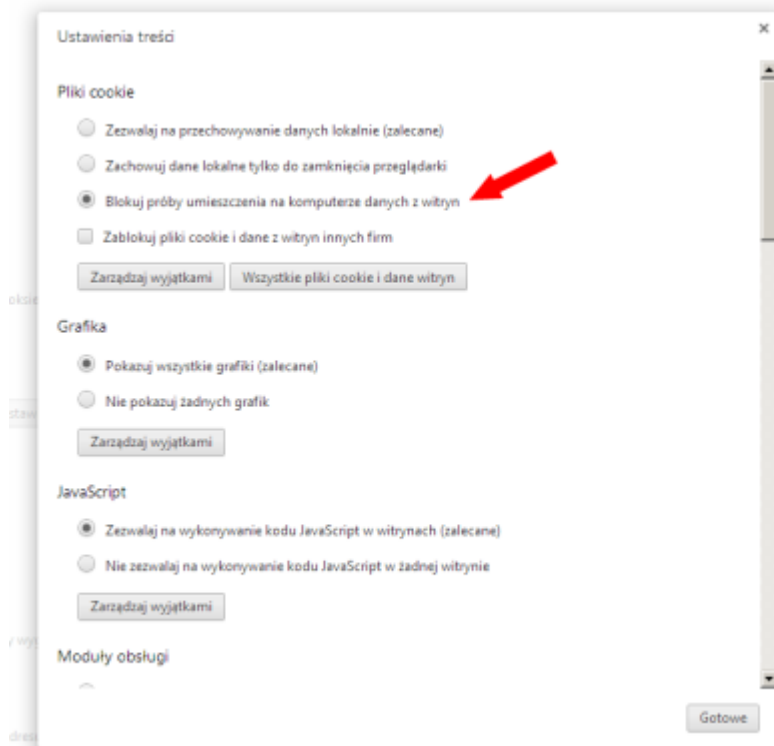 Ustawienia treści
×
Pliki cookie
Zezwalaj na przechowywanie danych lokalnie (zalecane)
Zachowuj dane lokalne tylko do zamknięcia przeglądarki
Blokuj próby umieszczenia na komputerze danych z witryn
Zablokuj pliki cookie i dane z witryn innych firm
Zarządzaj wyjątkami Wszystkie pliki cookie i dane witryn
Grafika
Pokazuj wszystkie grafiki (zalecane)
Nie pokazuj żadnych grafik
Zarządzaj wyjątkami
JavaScript
Zezwalaj na wykonywanie kodu JavaScript w witrynach (zalecane)
Nie zezwalaj na wykonywanie kodu JavaScript w żadnej witrynie
Zarządzaj wyjątkami
Moduły obsługi
Gotowe